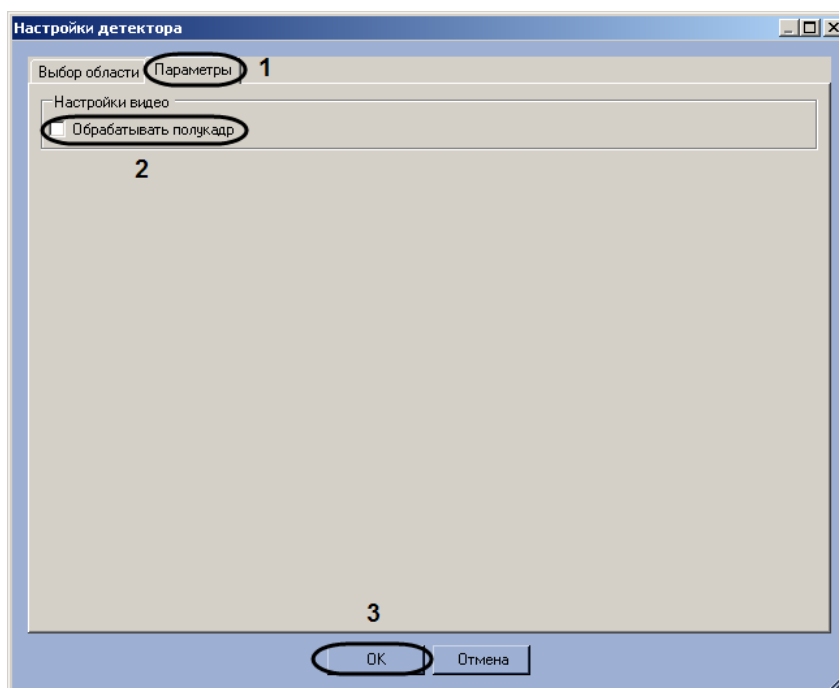 Настройки детектора
Выбор области Параметры 1
Настройки видео
Обрабатывать полукадр
2
3
OK Отмена